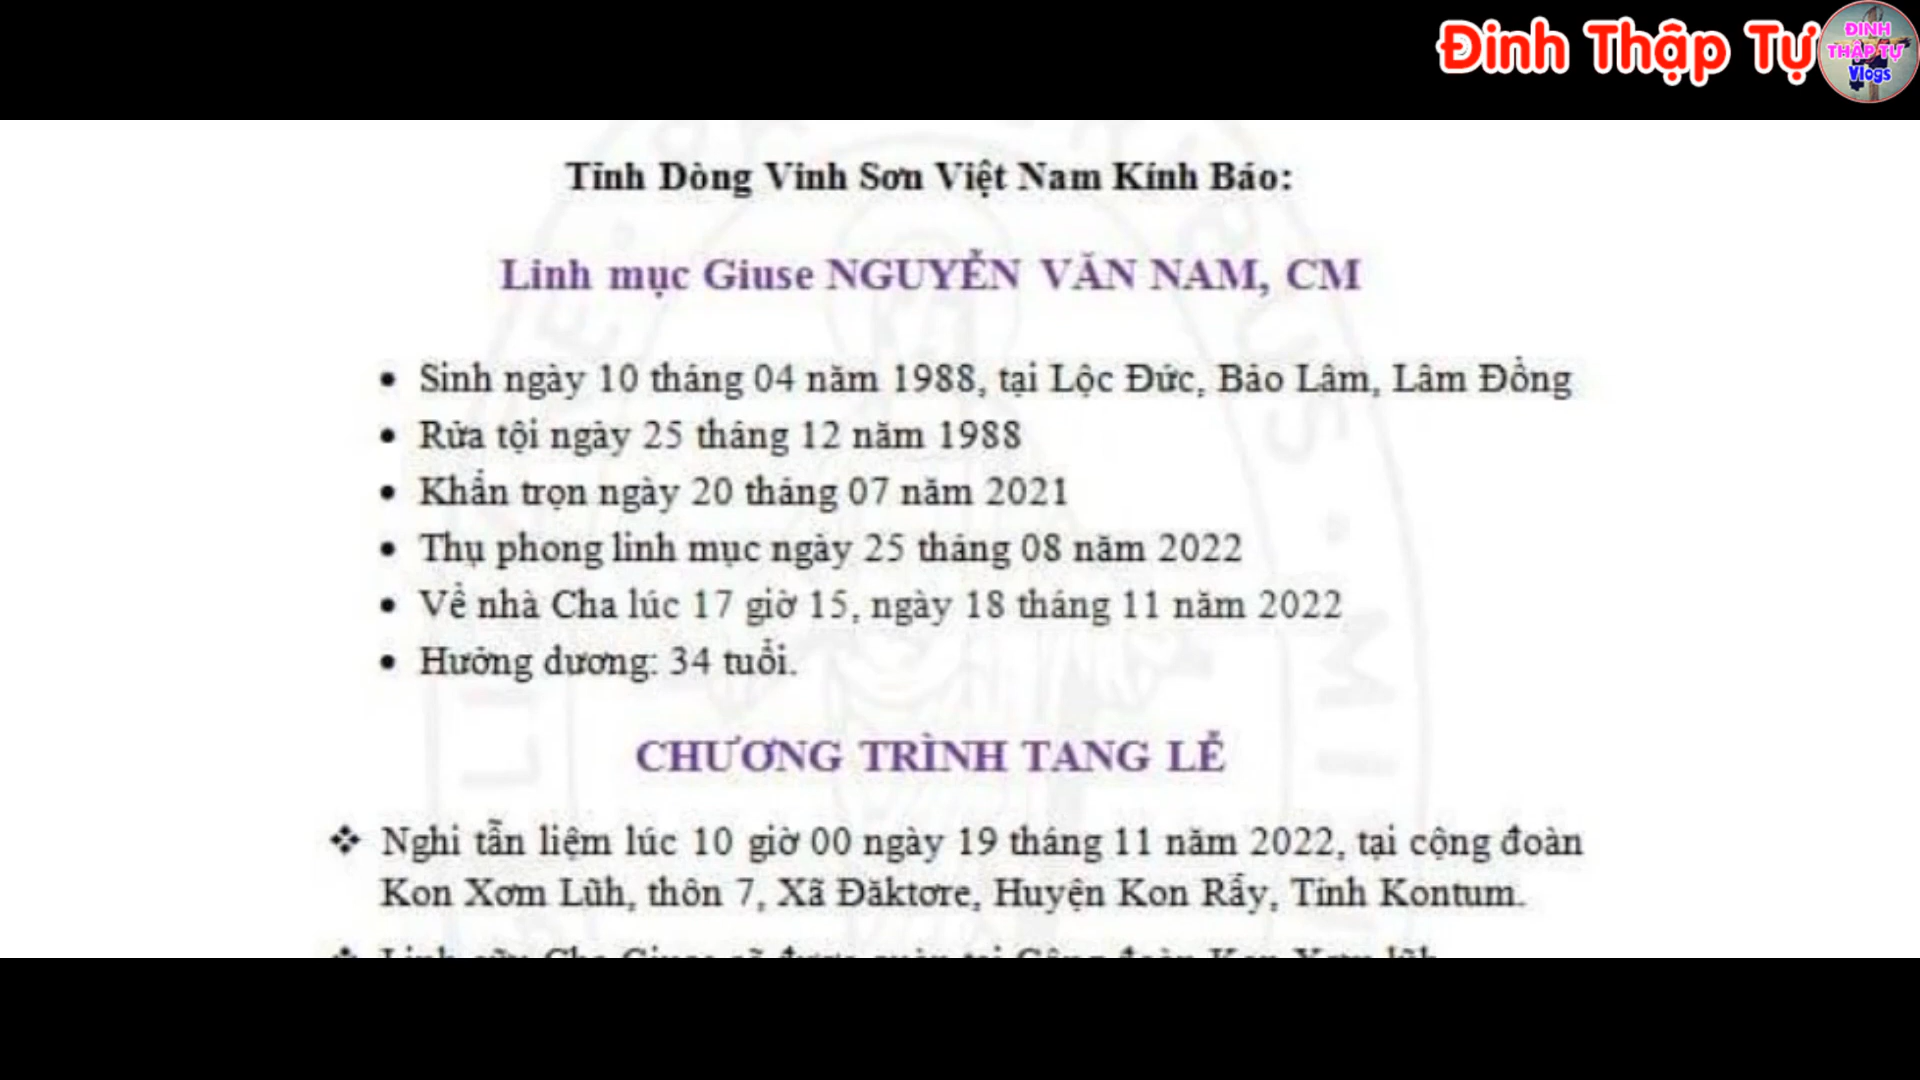 Đinh Thập Tự
ĐINH
THẬP TỰ
Vlogs
Tỉnh Dòng Vinh Sơn Việt Nam Kính Báo:
Linh mục Giuse NGUYỄN VĂN NAM, CM
• Sinh ngày 10 tháng 04 năm 1988, tại Lộc Đức, Bảo Lâm, Lâm Đồng
• Rửa tội ngày 25 tháng 12 năm 1988
• Khấn trọn ngày 20 tháng 07 năm 2021
• Thụ phong linh mục ngày 25 tháng 08 năm 2022
• Về nhà Cha lúc 17 giờ 15, ngày 18 tháng 11 năm 2022
• Hưởng dương: 34 tuổi.
CHƯƠNG TRÌNH TANG LỄ
❖ Nghi tẩn liệm lúc 10 giờ 00 ngày 19 tháng 11 năm 2022, tại cộng đoàn
Kon Xơm Lũh, thôn 7, Xã Đăktơre, Huyện Kon Rẫy, Tỉnh Kontum.